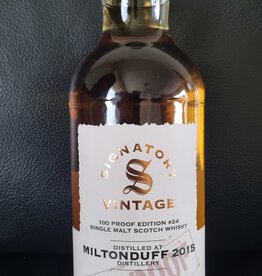 SIGNATORY
S
VINTAGE
100 PROOF EDITION #24
SINGLE MALT SCOTCH WHISKY
DISTILLED AT
MILTONDUFF 2015
DISTILLERY